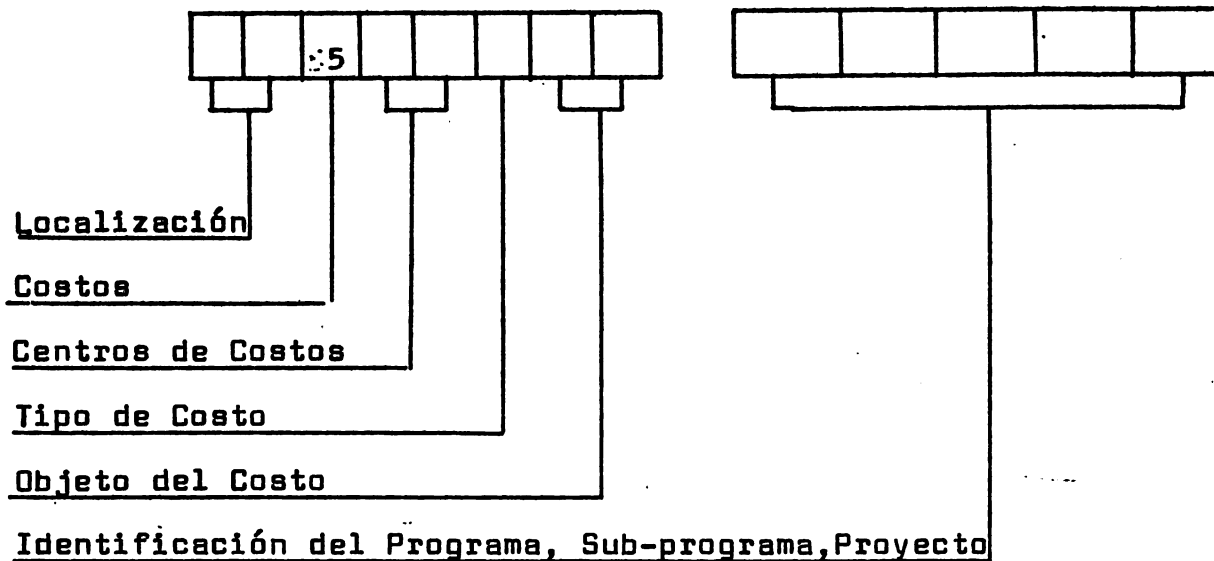 5
Localización
Costos
Centros de Costos
Tipo de Costo
Objeto del Costo
Identificación del Programa, Sub-programa,Proyecto